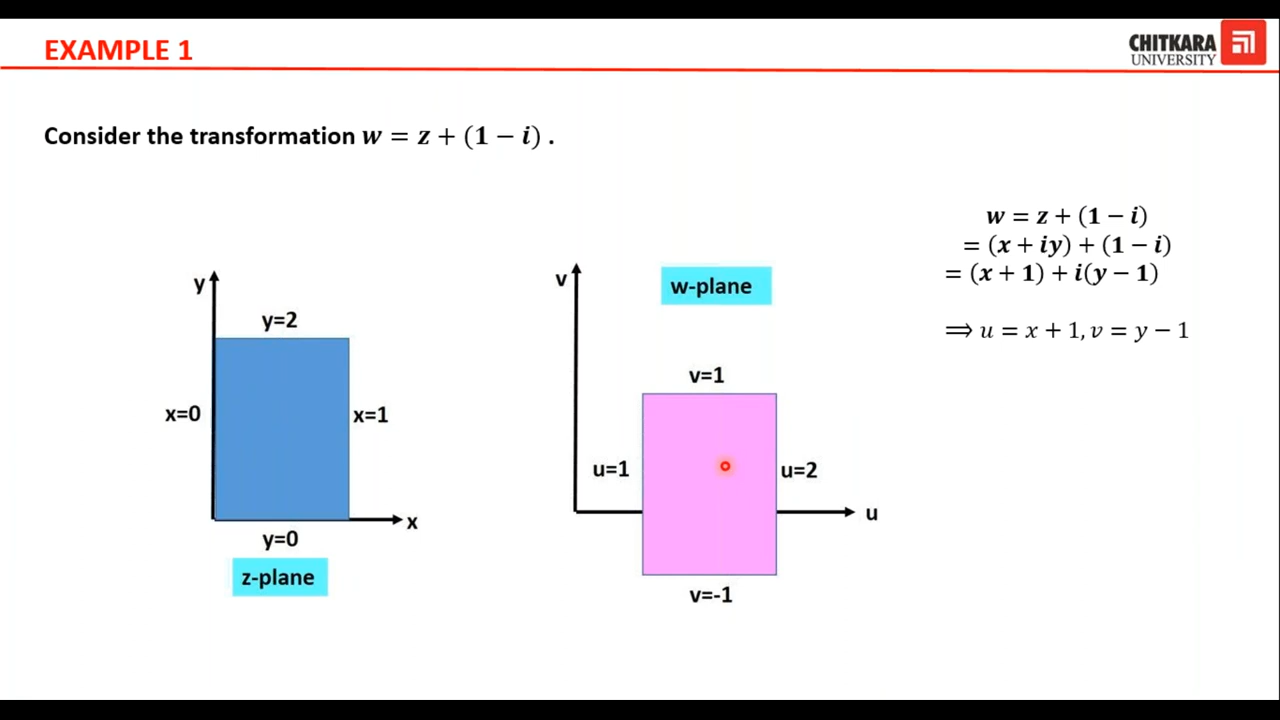 EXAMPLE 1
CHITKARA
UNIVERSITY
Consider the transformation w = z + (1 − i) .
w = z + (1 − i)
= (x + iy) + (1 − i)
= (x + 1) + i(y − 1)
⟹ u = x + 1, v = y − 1
y
y=2
x=0
x=1
x
y=0
z-plane
v
w-plane
v=1
u=1
u=2
u
v=-1